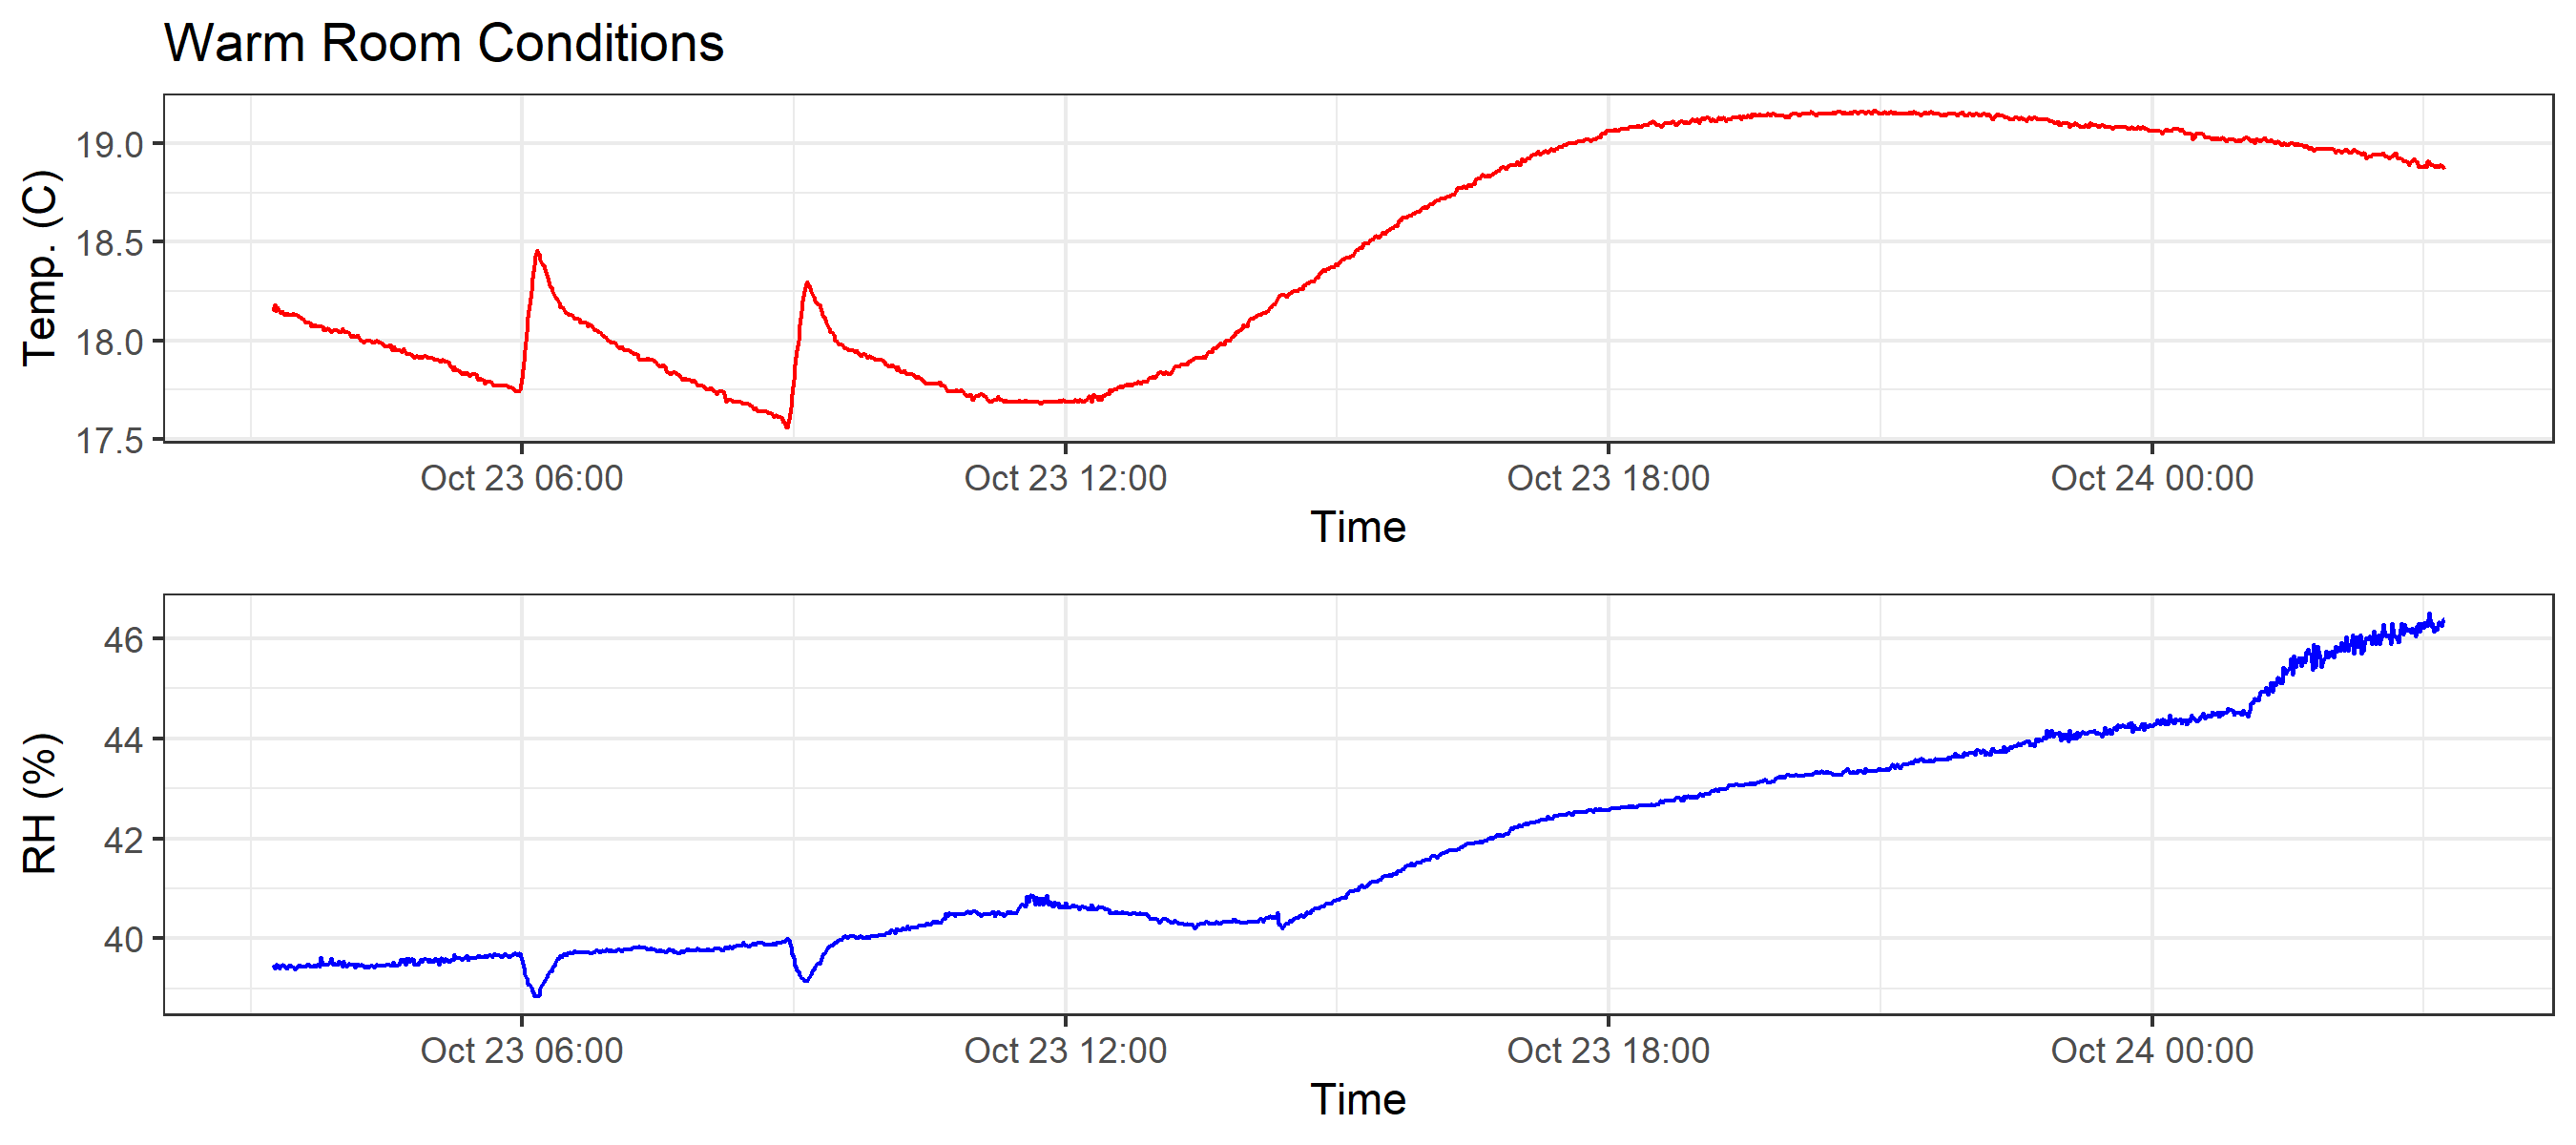 Warm Room Conditions
Temp. (C)
19.0
18.5
18.0
17.5
Oct 23 06:00 Oct 23 12:00 Oct 23 18:00 Oct 24 00:00
Time
RH (%)
46
44
42
40
Oct 23 06:00 Oct 23 12:00 Oct 23 18:00 Oct 24 00:00
Time